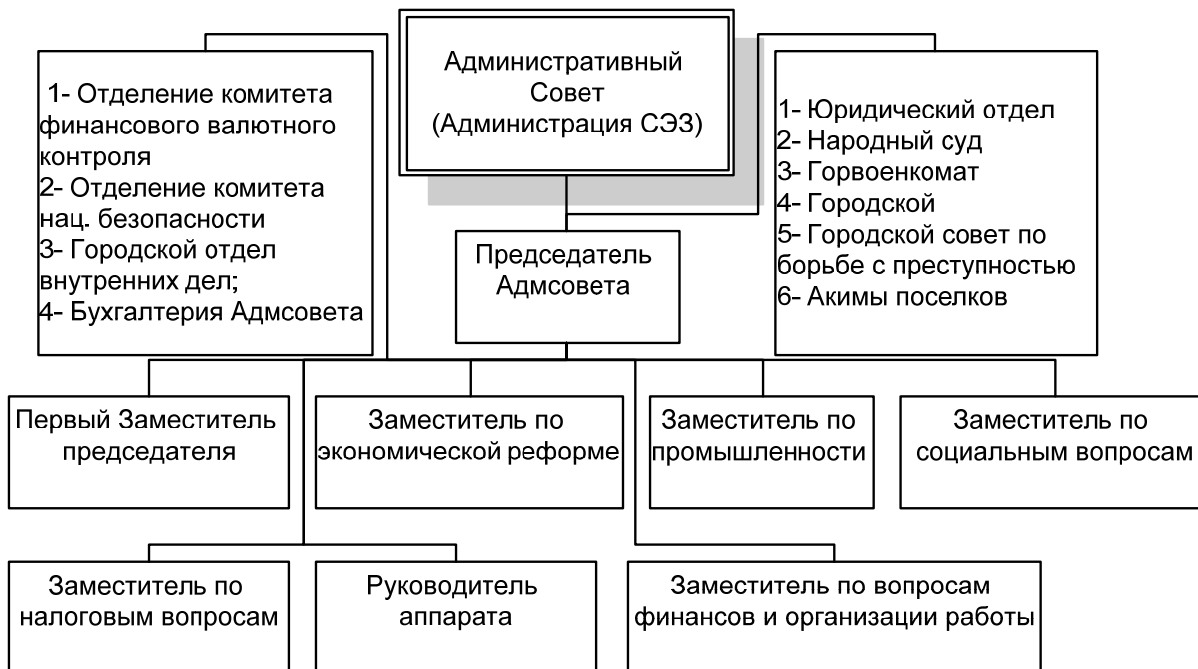 Административный
Совет
(Администрация СЭЗ)
1- Отделение комитета
финансового валютного
контроля
2- Отделение комитета
нац. безопасности
3- Городской отдел
внутренних дел;
4- Бухгалтерия Адмсовета
1- Юридический отдел
2- Народный суд
3- Горвоенкомат
4- Городской
5- Городской совет по
борьбе с преступностью
6- Акимы поселков
Председатель
Адмсовета
Первый Заместитель
председателя
Заместитель по
экономической реформе
Заместитель по
промышленности
Заместитель по
социальным вопросам
Заместитель по
налоговым вопросам
Руководитель
аппарата
Заместитель по вопросам
финансов и организации работы